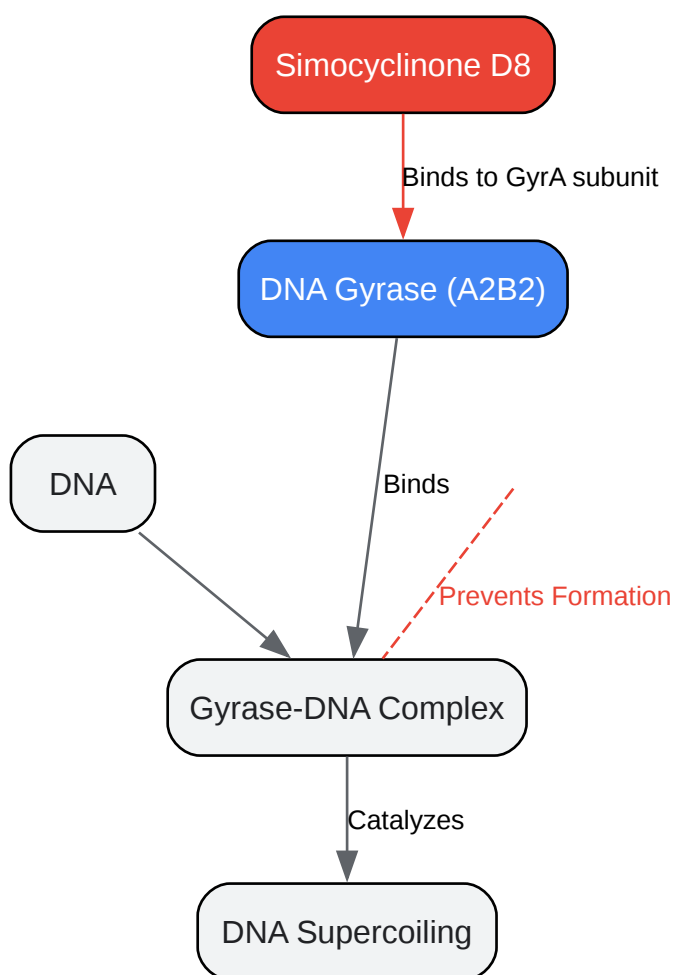 Simocyclinone D8
Binds to GyrA subunit
DNA Gyrase (A2B2)
DNA
Binds
Prevents Formation
Gyrase-DNA Complex
Catalyzes
DNA Supercoiling